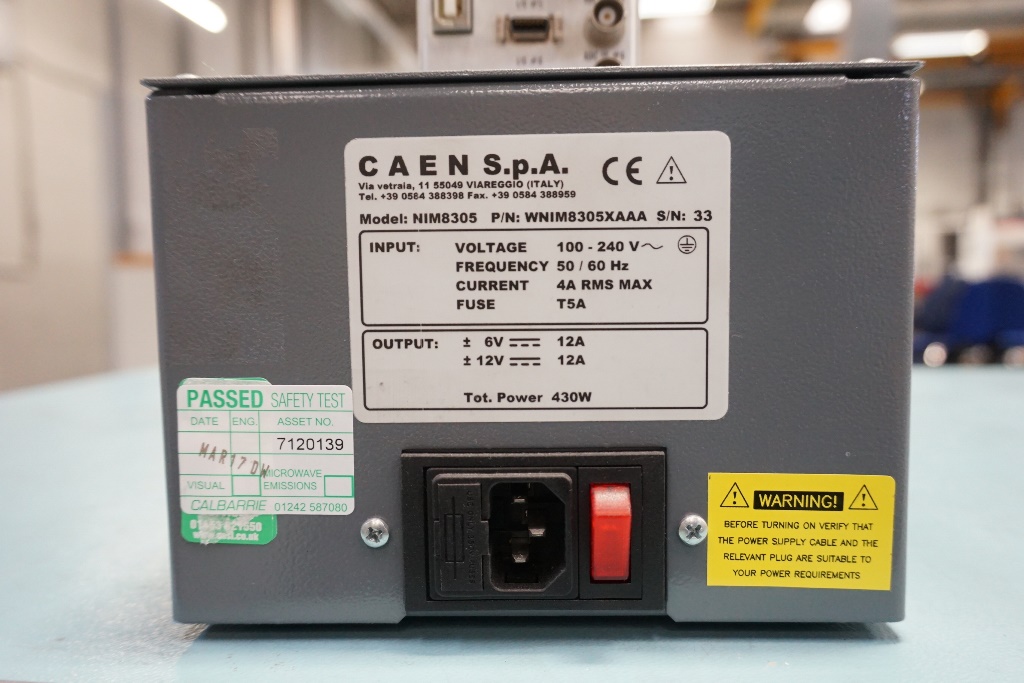 CAEN S.p.A. CE
Via vetraia, 11 55049 VIAREGGIO (ITALY)
Tel. +39 0584 388398 Fax. +39 0584 388959
Model: NIM8305 P/N: WNIM8305XAAA S/N: 33
INPUT: VOLTAGE 100 - 240 V~
FREQUENCY 50 / 60 Hz
CURRENT 4A RMS MAX
FUSE T5A
OUTPUT: ± 6V 12A
± 12V 12A
Tot. Power 430W
PASSED SAFETY TEST
DATE ENG. ASSET NO.
7120139
MAR17 DW
MICROWAVE
VISUAL EMISSIONS
CALBARRIE 01242 587080
WARNING!
BEFORE TURNING ON VERIFY THAT
THE POWER SUPPLY CABLE AND THE
RELEVANT PLUG ARE SUITABLE TO
YOUR POWER REQUIREMENTS